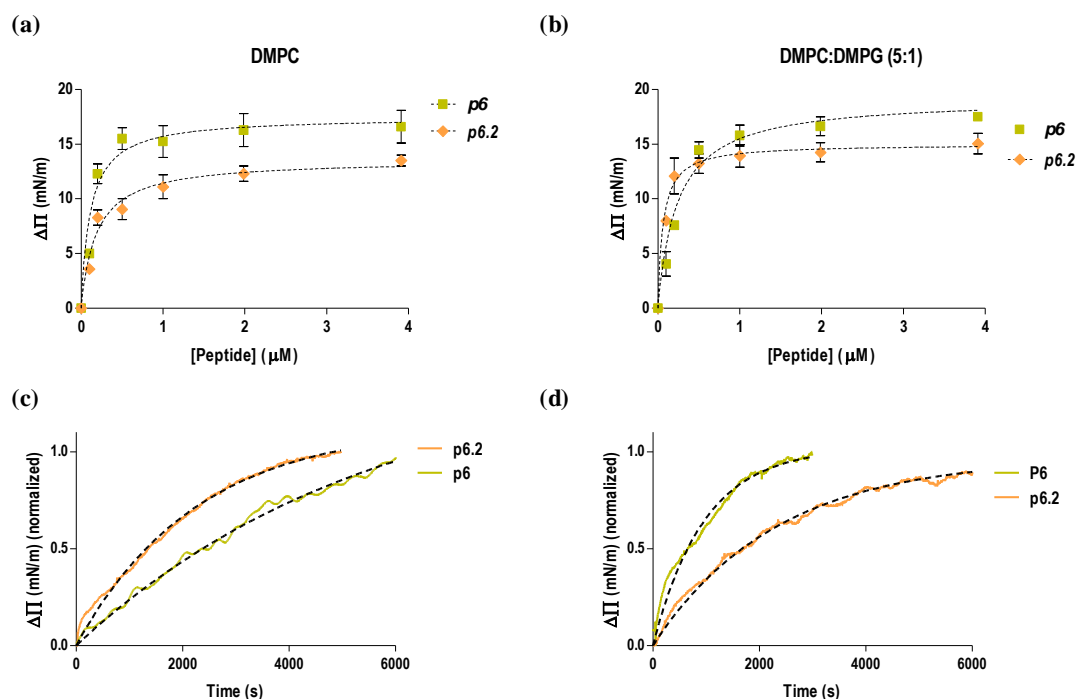 (a)
DMPC
20
15
10
5
0
0 1 2 3 4
ΔΠ (mN/m)
[Peptide] (μM)
p6
p6.2
(b)
DMPC:DMPG (5:1)
20
15
10
5
0
0 1 2 3 4
ΔΠ (mN/m)
[Peptide] (μM)
p6
p6.2
(c)
1.0
0.5
0.0
0 2000 4000 6000
ΔΠ (mN/m) (normalized)
Time (s)
p6.2
p6
(d)
1.0
0.5
0.0
0 2000 4000 6000
ΔΠ (mN/m) (normalized)
Time (s)
P6
p6.2